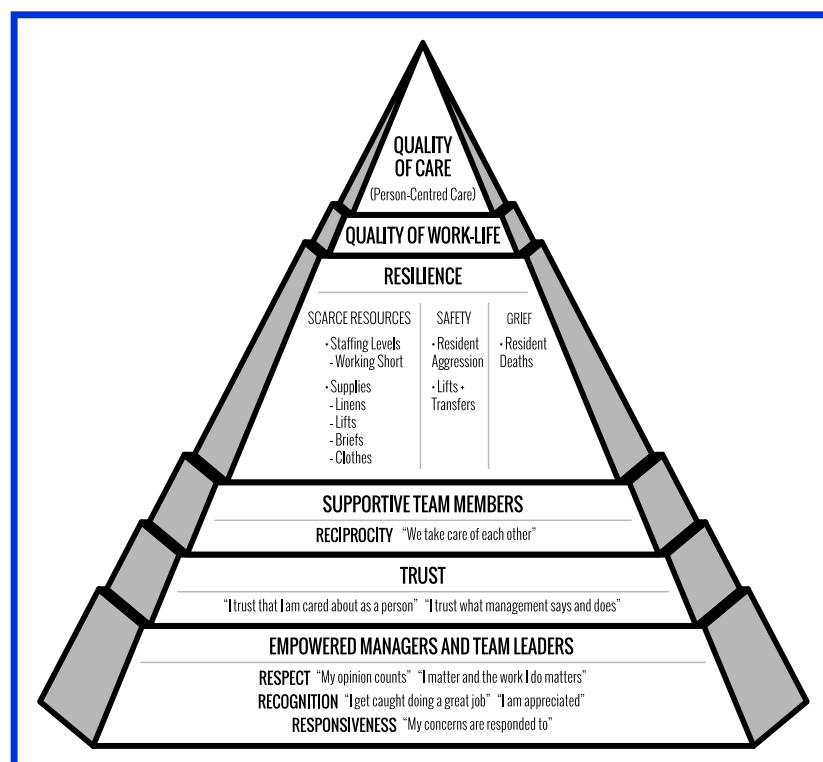 QUALITY
OF CARE
(Person-Centred Care)
QUALITY OF WORK-LIFE
RESILIENCE
SCARCE RESOURCES
· Staffing Levels
- Working Short
· Supplies
- Linens
- Lifts
- Briefs
- Clothes
SAFETY
· Resident
Aggression
· Lifts +
Transfers
GRIEF
· Resident
Deaths
SUPPORTIVE TEAM MEMBERS
RECIPROCITY “We take care of each other”
TRUST
“I trust that I am cared about as a person” “I trust what management says and does”
EMPOWERED MANAGERS AND TEAM LEADERS
RESPECT “My opinion counts” “I matter and the work I do matters”
RECOGNITION “I get caught doing a great job” “I am appreciated”
RESPONSIVENESS “My concerns are responded to”